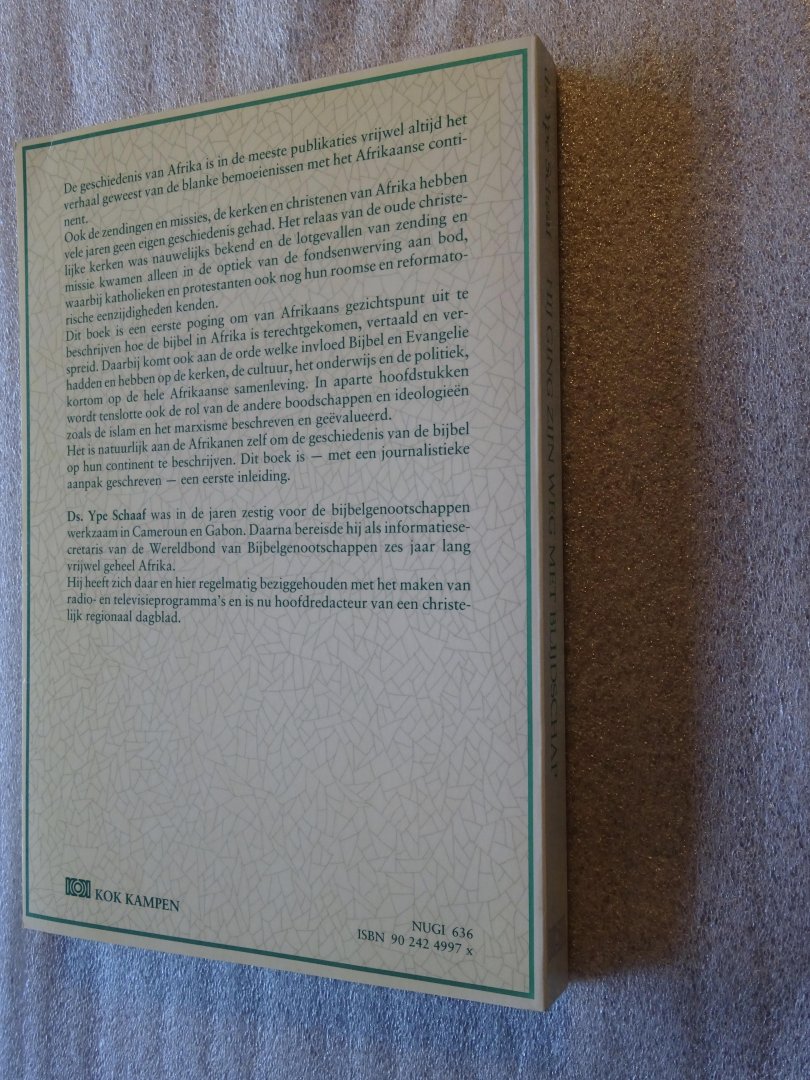 De geschiedenis van Afrika is in de meeste publikaties vrijwel altijd het
verhaal geweest van de blanke bemoeienissen met het Afrikaanse conti-
nent.
Ook de zendingen en missies, de kerken en christenen van Afrika hebben
vele jaren geen eigen geschiedenis gehad. Het relaas van de oude christe-
lijke kerken was nauwelijks bekend en de lotgevallen van zending en
missie kwamen alleen in de optiek van de fondsenwerving aan bod,
waarbij katholieken en protestanten ook nog hun roomse en reformato-
rische eenzijdigheden kenden.
Dit boek is een eerste poging om van Afrikaans gezichtspunt uit te
beschrijven hoe de bijbel in Afrika is terechtgekomen, vertaald en ver-
spreid. Daarbij komt ook aan de orde welke invloed Bijbel en Evangelie
hadden en hebben op de kerken, de cultuur, het onderwijs en de politiek,
kortom op de hele Afrikaanse samenleving. In aparte hoofdstukken
wordt tenslotte ook de rol van de andere boodschappen en ideologieën
zoals de islam en het marxisme beschreven en geëvalueerd.
Het is natuurlijk aan de Afrikanen zelf om de geschiedenis van de bijbel
op hun continent te beschrijven. Dit boek is — met een journalistieke
aanpak geschreven — een eerste inleiding.
Ds. Ype Schaaf was in de jaren zestig voor de bijbelgenootschappen
werkzaam in Cameroun en Gabon. Daarna bereisde hij als informatiese-
cretaris van de Wereldbond van Bijbelgenootschappen zes jaar lang
vrijwel geheel Afrika.
Hij heeft zich daar en hier regelmatig beziggehouden met het maken van
radio- en televisieprogramma's en is nu hoofdredacteur van een christe-
lijk regionaal dagblad.
KOK KAMPEN
NUGI 636
ISBN 90 242 4997 x
Ype Schaaf HIJ GING ZIJN WEG MET BLIJDSCHAP